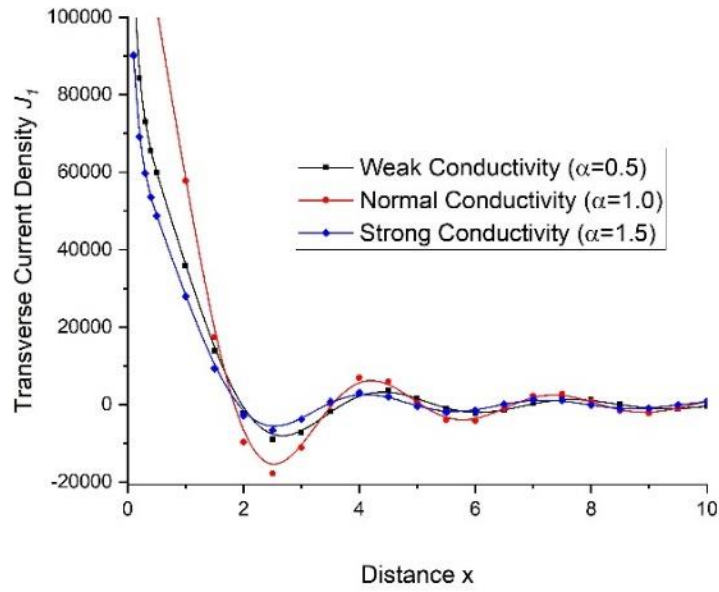 100000
80000
60000
40000
20000
0
-20000
Transverse Current Density J₁
Weak Conductivity (α=0.5)
Normal Conductivity (α=1.0)
Strong Conductivity (α=1.5)
0 2 4 6 8 10
Distance x